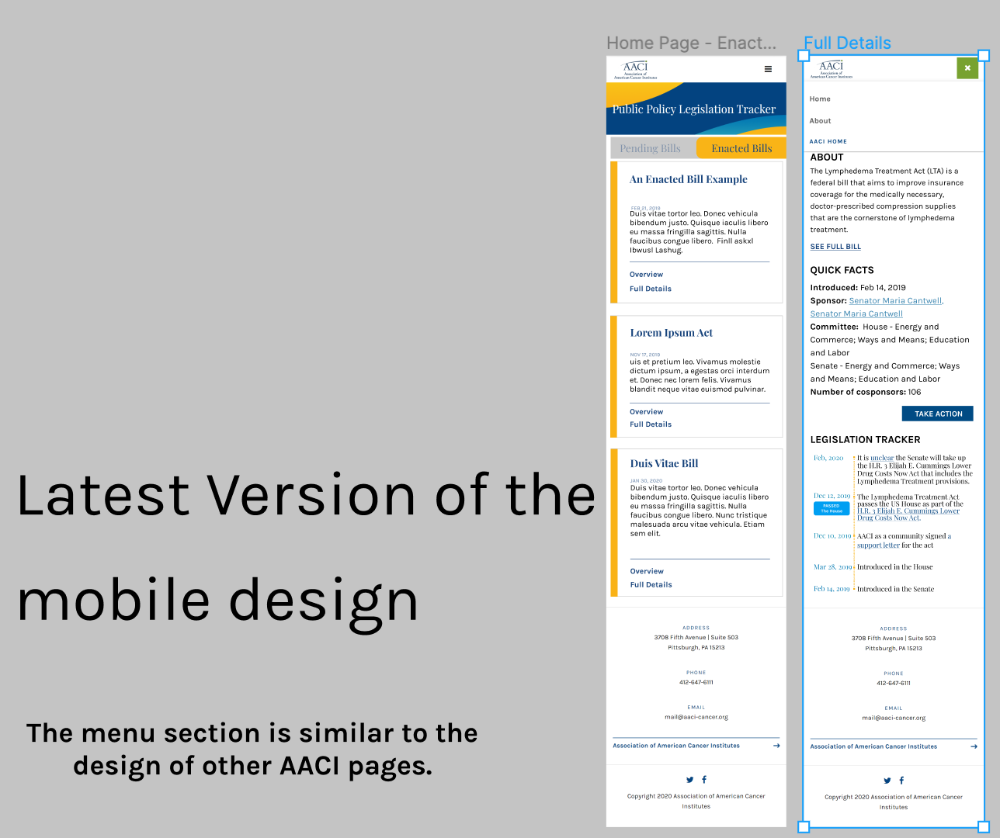 Home Page - Enact...
Full Details
Latest Version of the
mobile design
The menu section is similar to the
design of other AACI pages.
AACI
Association of
American Cancer Institutes
Public Policy Legislation Tracker
Pending Bills
Enacted Bills
An Enacted Bill Example
FEB 21, 2019
Duis vitae tortor leo. Donec vehicula
bibendum justo. Quisque iaculis libero
eu massa fringilla sagittis. Nulla
faucibus congue libero.  Finll askxl
Ibwusl Lashug.
Overview
Full Details
Lorem Ipsum Act
NOV 17, 2019
uis et pretium leo. Vivamus molestie
dictum ipsum, a egestas orci interdum
et. Donec nec lorem felis. Vivamus
blandit neque vitae euismod pulvinar.
Overview
Full Details
Duis Vitae Bill
JAN 30, 2020
Duis vitae tortor leo. Donec vehicula
bibendum justo. Quisque iaculis libero
eu massa fringilla sagittis. Nulla
faucibus congue libero. Nunc tristique
malesuada arcu vitae vehicula. Etiam
sem elit.
Overview
Full Details
ADDRESS
3708 Fifth Avenue | Suite 503
Pittsburgh, PA 15213
PHONE
412-647-6111
EMAIL
mail@aaci-cancer.org
Association of American Cancer Institutes
Copyright 2020 Association of American Cancer
Institutes
AACI
Association of
American Cancer Institutes
Home
About
AACI HOME
ABOUT
The Lymphedema Treatment Act (LTA) is a
federal bill that aims to improve insurance
coverage for the medically necessary,
doctor-prescribed compression supplies
that are the cornerstone of lymphedema
treatment.
SEE FULL BILL
QUICK FACTS
Introduced: Feb 14, 2019
Sponsor: Senator Maria Cantwell,
Senator Maria Cantwell
Committee:  House - Energy and
Commerce; Ways and Means; Education
and Labor
Senate - Energy and Commerce; Ways
and Means; Education and Labor
Number of cosponsors: 106
TAKE ACTION
LEGISLATION TRACKER
Feb, 2020
It is unclear the Senate will take up
the H.R. 3 Elijah E. Cummings Lower
Drug Costs Now Act that includes the
Lymphedema Treatment provisions.
Dec 12, 2019
PASSED
The House
The Lymphedema Treatment Act
passes the US House as part of the
H.R. 3 Elijah E. Cummings Lower
Drug Costs Now Act.
Dec 10, 2019
AACI as a community signed a
support letter for the act
Mar 28, 2019
Introduced in the House
Feb 14, 2019
Introduced in the Senate
ADDRESS
3708 Fifth Avenue | Suite 503
Pittsburgh, PA 15213
PHONE
412-647-6111
EMAIL
mail@aaci-cancer.org
Association of American Cancer Institutes
Copyright 2020 Association of American Cancer
Institutes